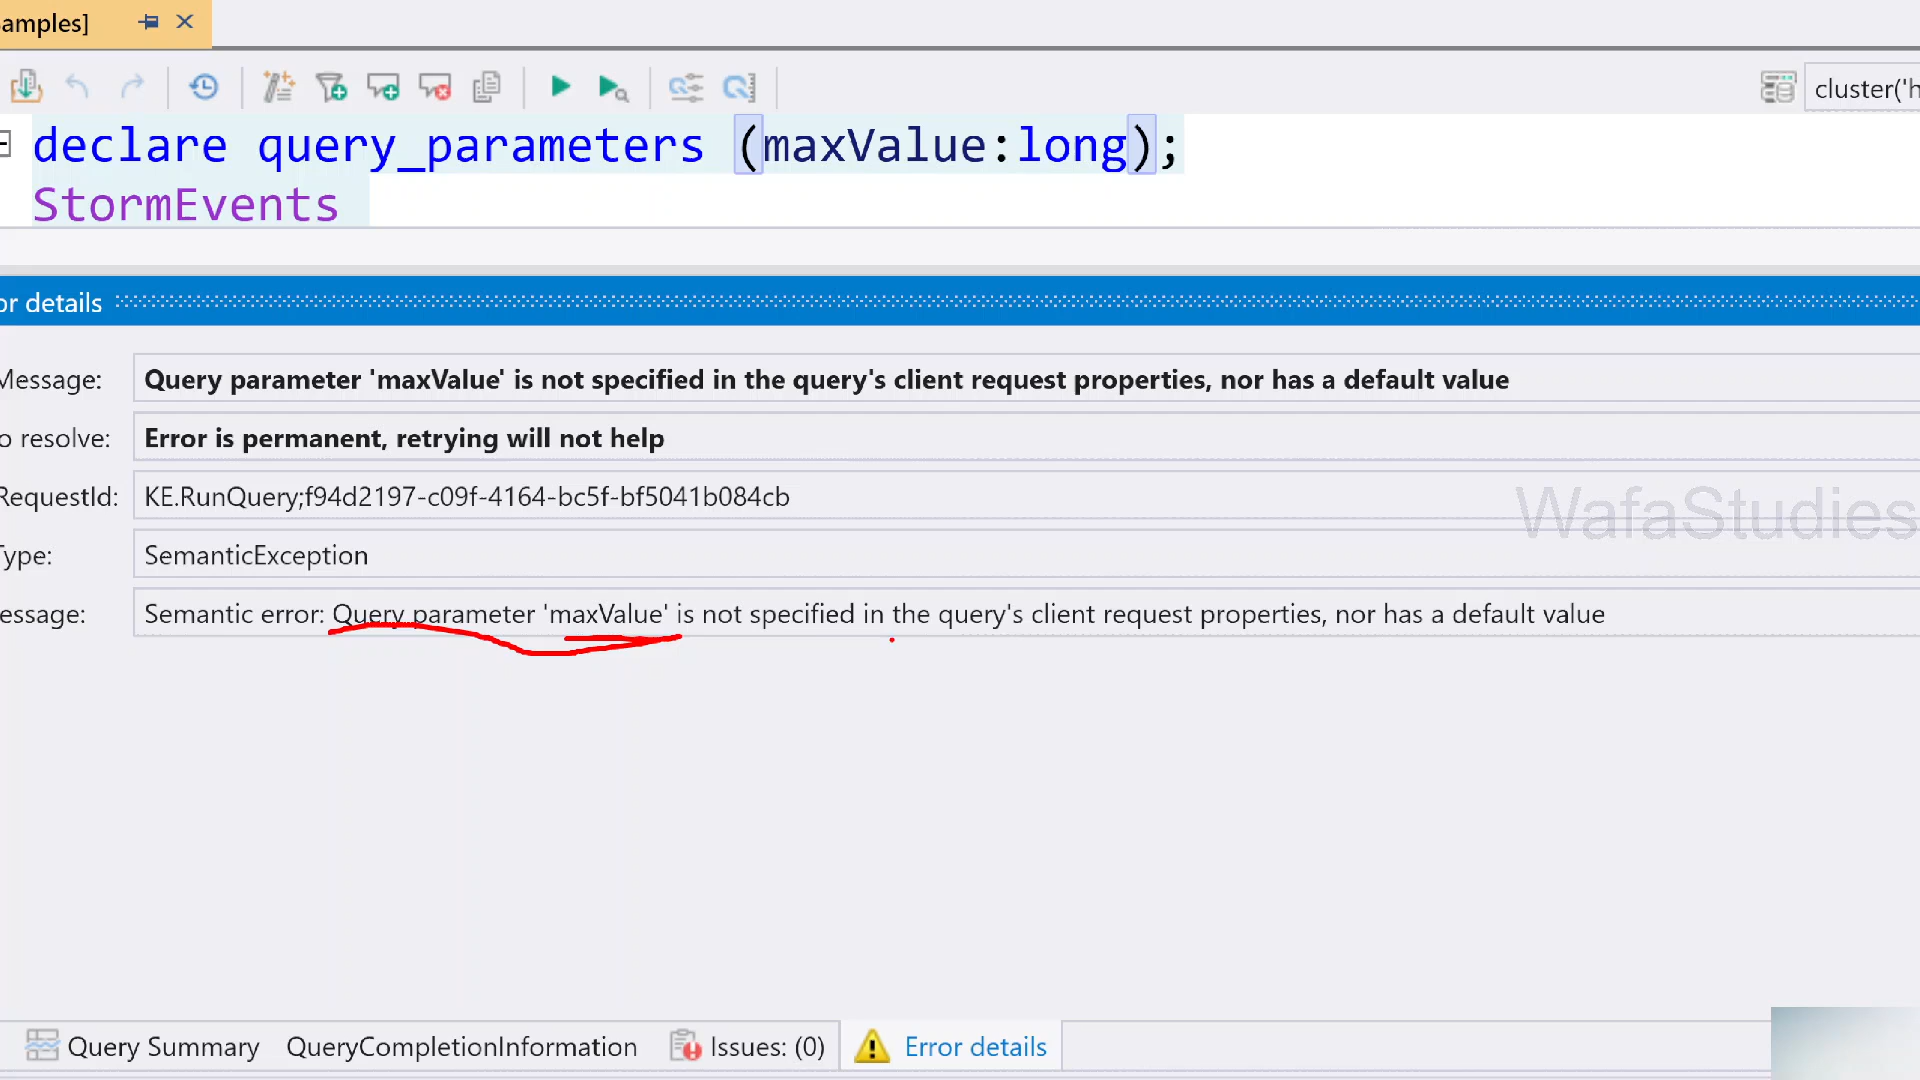 amples]
cluster('h
declare query_parameters (maxValue:long);
StormEvents
or details
Message: Query parameter 'maxValue' is not specified in the query's client request properties, nor has a default value
o resolve: Error is permanent, retrying will not help
RequestId: KE.RunQuery;f94d2197-c09f-4164-bc5f-bf5041b084cb
WafaStudies
Type: SemanticException
essage: Semantic error: Query parameter 'maxValue' is not specified in the query's client request properties, nor has a default value
Query Summary QueryCompletionInformation Issues: (0) Error details